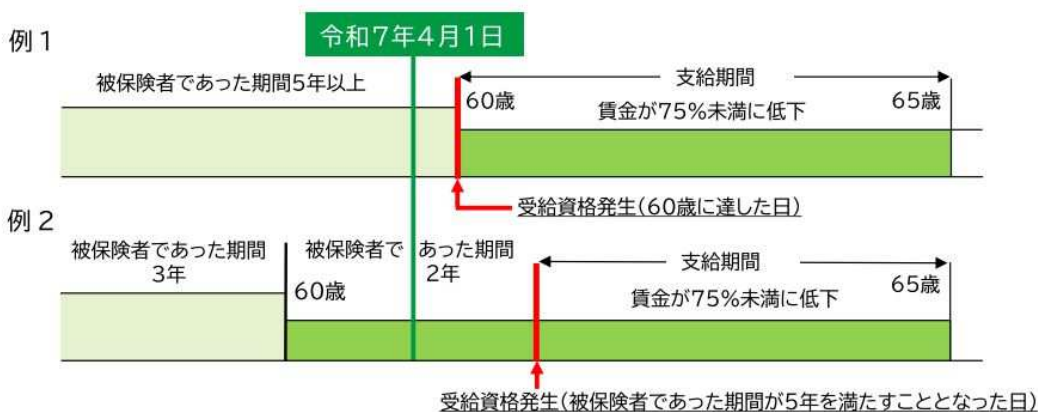 令和7年4月1日
例1
被保険者であった期間5年以上
支給期間
60歳
65歳
賃金が75%未満に低下
受給資格発生(60歳に達した日)
例2
被保険者であった期間
3年
被保険者で あった期間
2年
支給期間
60歳
65歳
賃金が75%未満に低下
受給資格発生(被保険者であった期間が5年を満たすこととなった日)